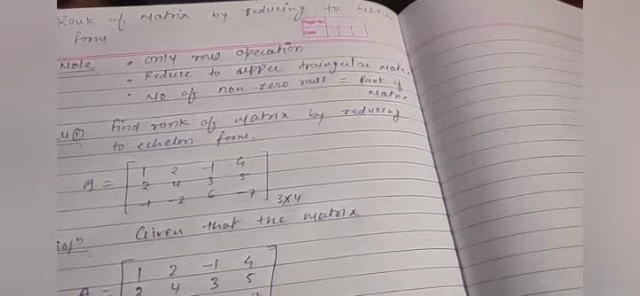 Rank of Matrix by reducing to Echelon
form
Note • only row operation
• Reduce to upper traingular matrix
• No of non-zero rows = Rank of
matrix
Find rank of matrix by reducing
to echelon form.
A = [ 1 2 -1 4
2 4 3 5
-1 -2 6 -7 ] 3x4
Given that the matrix
A = [ 1 2 -1 4
2 4 3 5